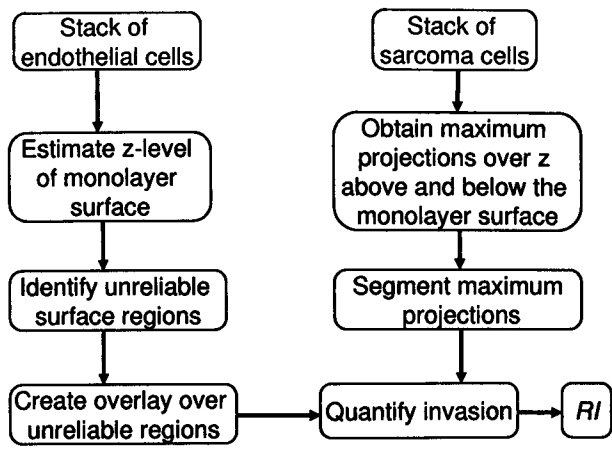 Stack of
endothelial cells
Estimate z-level
of monolayer
surface
Identify unreliable
surface regions
Create overlay over
unreliable regions
Stack of
sarcoma cells
Obtain maximum
projections over z
above and below the
monolayer surface
Segment maximum
projections
Quantify invasion
RI